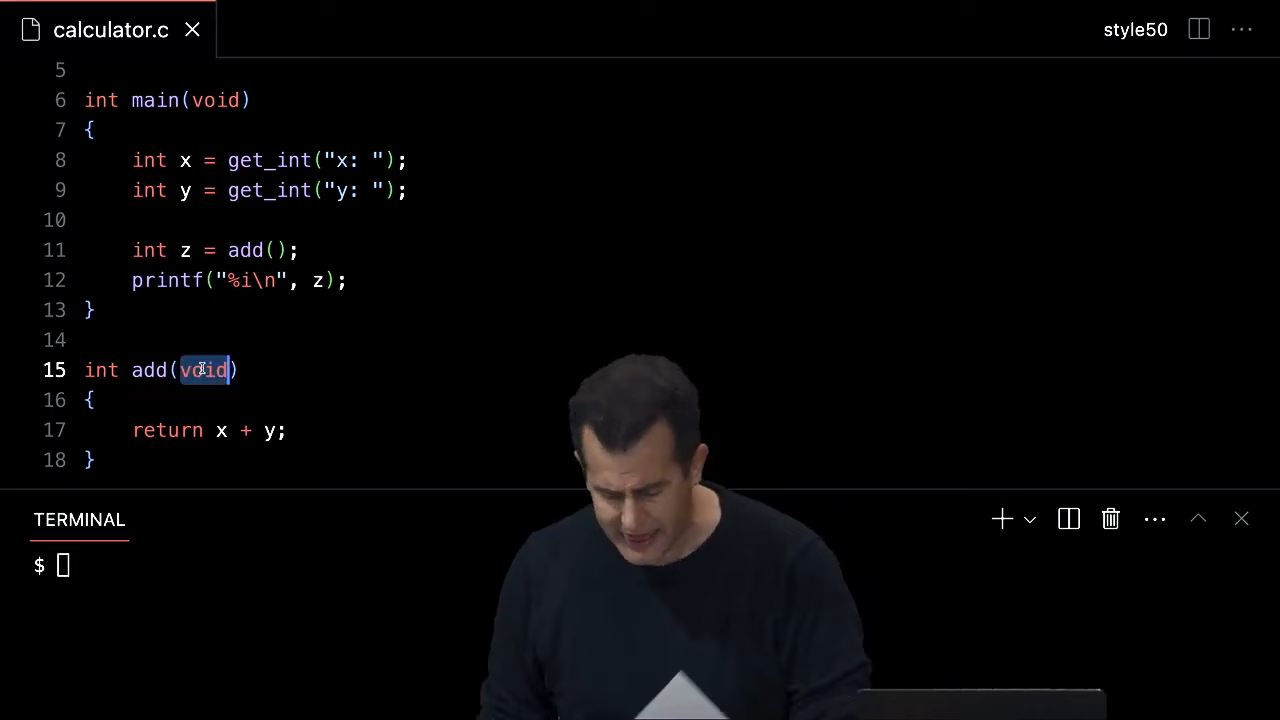 calculator.c
style50
5
6 int main(void)
7 {
8 int x = get_int("x: ");
9 int y = get_int("y: ");
10
11 int z = add();
12 printf("%i\n", z);
13 }
14
15 int add(void)
16 {
17 return x + y;
18 }
TERMINAL
$